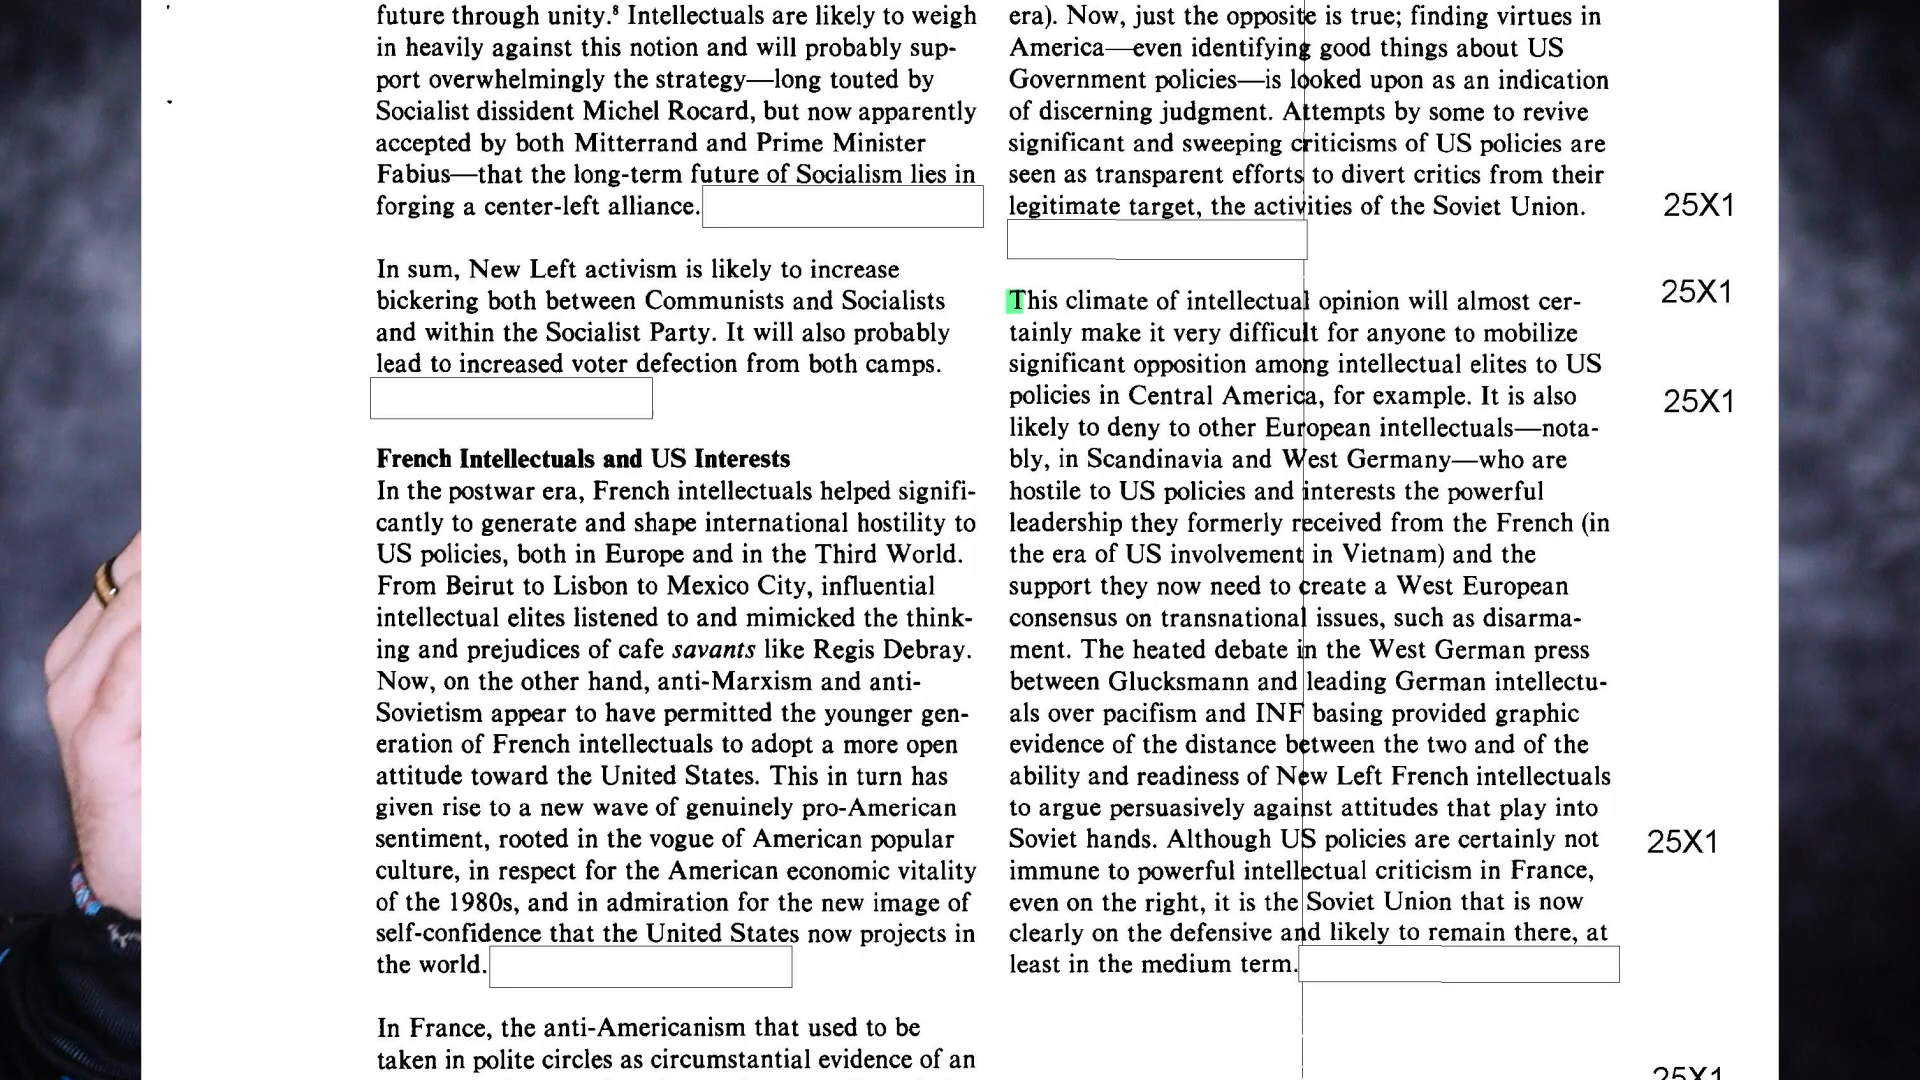 future through unity.⁸ Intellectuals are likely to weigh
in heavily against this notion and will probably sup-
port overwhelmingly the strategy—long touted by
Socialist dissident Michel Rocard, but now apparently
accepted by both Mitterrand and Prime Minister
Fabius—that the long-term future of Socialism lies in
forging a center-left alliance.
In sum, New Left activism is likely to increase
bickering both between Communists and Socialists
and within the Socialist Party. It will also probably
lead to increased voter defection from both camps.
French Intellectuals and US Interests
In the postwar era, French intellectuals helped signifi-
cantly to generate and shape international hostility to
US policies, both in Europe and in the Third World.
From Beirut to Lisbon to Mexico City, influential
intellectual elites listened to and mimicked the think-
ing and prejudices of cafe savants like Regis Debray.
Now, on the other hand, anti-Marxism and anti-
Sovietism appear to have permitted the younger gen-
eration of French intellectuals to adopt a more open
attitude toward the United States. This in turn has
given rise to a new wave of genuinely pro-American
sentiment, rooted in the vogue of American popular
culture, in respect for the American economic vitality
of the 1980s, and in admiration for the new image of
self-confidence that the United States now projects in
the world.
In France, the anti-Americanism that used to be
taken in polite circles as circumstantial evidence of an
era). Now, just the opposite is true; finding virtues in
America—even identifying good things about US
Government policies—is looked upon as an indication
of discerning judgment. Attempts by some to revive
significant and sweeping criticisms of US policies are
seen as transparent efforts to divert critics from their
legitimate target, the activities of the Soviet Union.
This climate of intellectual opinion will almost cer-
tainly make it very difficult for anyone to mobilize
significant opposition among intellectual elites to US
policies in Central America, for example. It is also
likely to deny to other European intellectuals—nota-
bly, in Scandinavia and West Germany—who are
hostile to US policies and interests the powerful
leadership they formerly received from the French (in
the era of US involvement in Vietnam) and the
support they now need to create a West European
consensus on transnational issues, such as disarma-
ment. The heated debate in the West German press
between Glucksmann and leading German intellectu-
als over pacifism and INF basing provided graphic
evidence of the distance between the two and of the
ability and readiness of New Left French intellectuals
to argue persuasively against attitudes that play into
Soviet hands. Although US policies are certainly not
immune to powerful intellectual criticism in France,
even on the right, it is the Soviet Union that is now
clearly on the defensive and likely to remain there, at
least in the medium term.
25X1
25X1
25X1
25X1
25X1